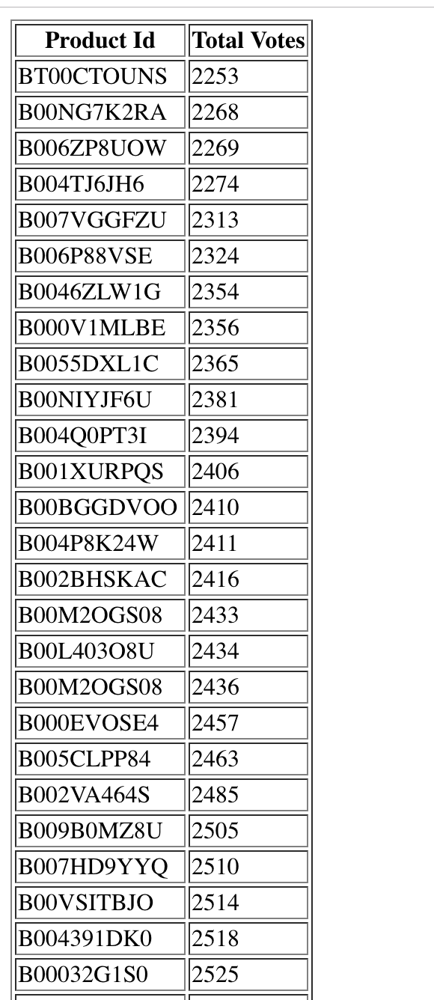 Product Id Total Votes
BT00CTOUNS 2253
B00NG7K2RA 2268
B006ZP8UOW 2269
B004TJ6JH6 2274
B007VGGFZU 2313
B006P88VSE 2324
B0046ZLW1G 2354
B000V1MLBE 2356
B0055DXL1C 2365
B00NIYJF6U 2381
B004Q0PT3I 2394
B001XURPQS 2406
B00BGGDVOO 2410
B004P8K24W 2411
B002BHSKAC 2416
B00M2OGS08 2433
B00L403O8U 2434
B00M2OGS08 2436
B000EVOSE4 2457
B005CLPP84 2463
B002VA464S 2485
B009B0MZ8U 2505
B007HD9YYQ 2510
B00VSITBJO 2514
B004391DK0 2518
B00032G1S0 2525